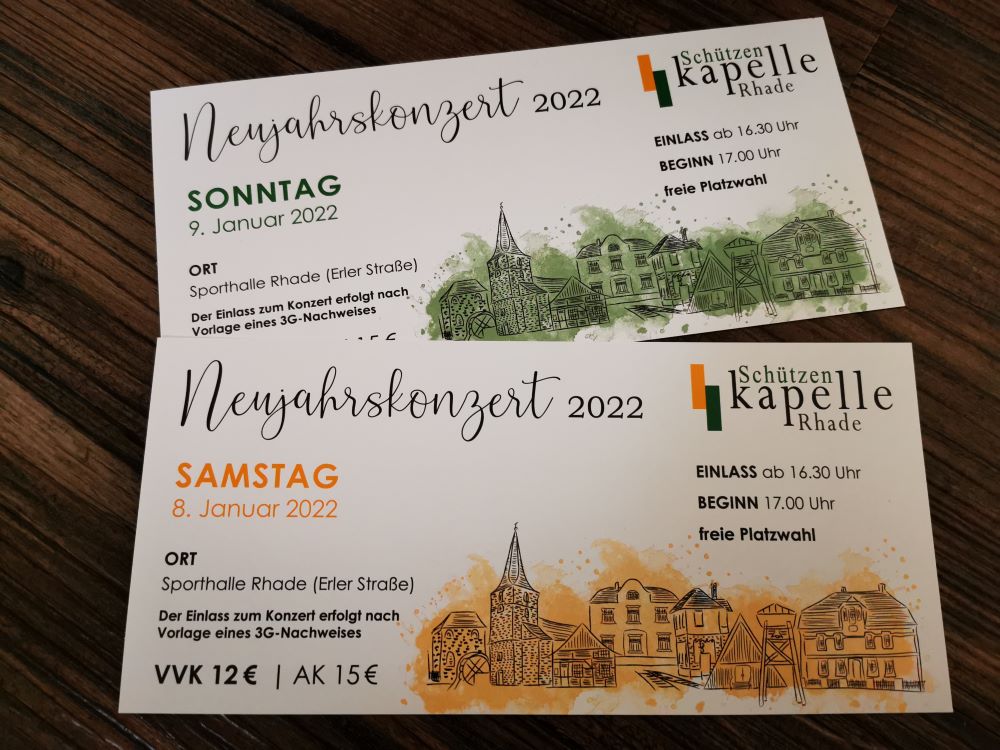 Neujahrskonzert 2022
Schützen
kapelle
Rhade
SONNTAG
9. Januar 2022
EINLASS ab 16.30 Uhr
BEGINN 17.00 Uhr
freie Platzwahl
ORT
Sporthalle Rhade (Erler Straße)
Der Einlass zum Konzert erfolgt nach
Vorlage eines 3G-Nachweises
15 €
Neujahrskonzert 2022
Schützen
kapelle
Rhade
SAMSTAG
8. Januar 2022
EINLASS ab 16.30 Uhr
BEGINN 17.00 Uhr
freie Platzwahl
ORT
Sporthalle Rhade (Erler Straße)
Der Einlass zum Konzert erfolgt nach
Vorlage eines 3G-Nachweises
VVK 12 € | AK 15 €